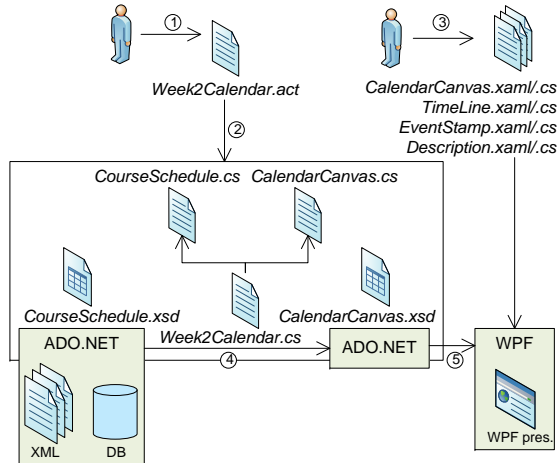 1
3
Week2Calendar.act
CalendarCanvas.xaml/.cs
TimeLine.xaml/.cs
EventStamp.xaml/.cs
Description.xaml/.cs
2
CourseSchedule.cs
CalendarCanvas.cs
CourseSchedule.xsd
CalendarCanvas.xsd
Week2Calendar.cs
ADO.NET
4
ADO.NET
5
WPF
XML
DB
WPF pres.